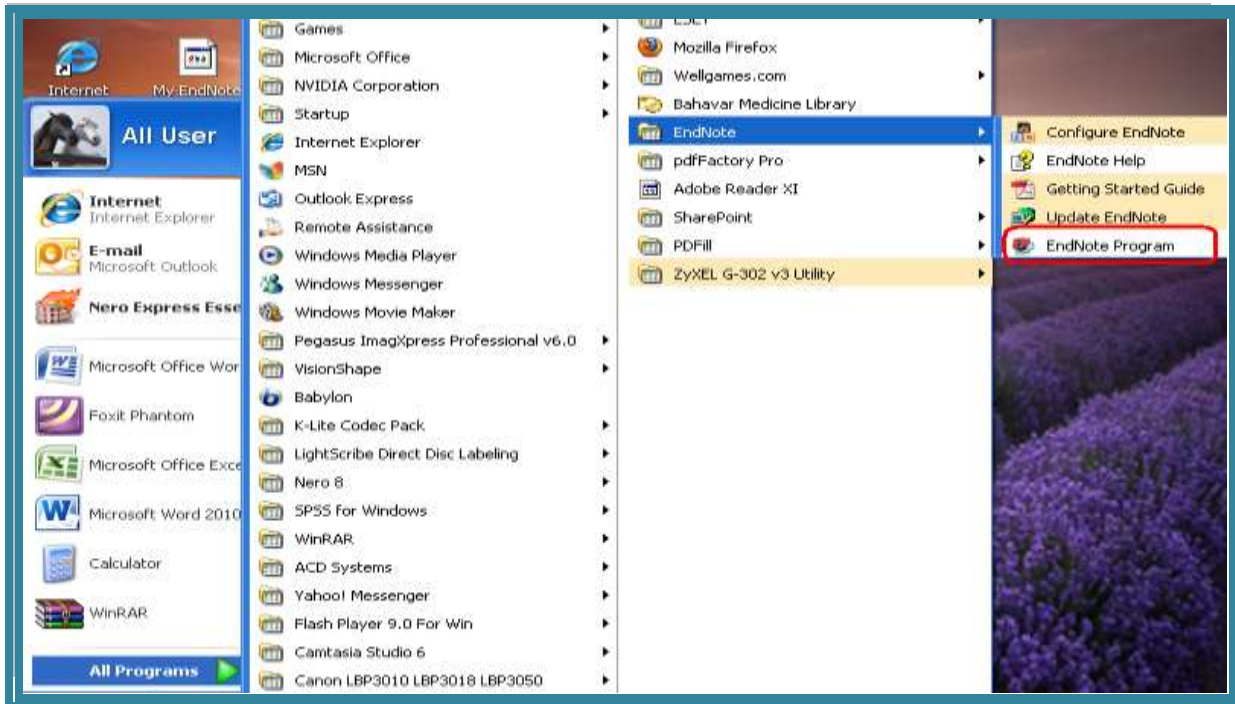 Internet
My EndNote
All User
Internet
Internet Explorer
E-mail
Microsoft Outlook
Nero Express Esse
Microsoft Office Wor
Foxit Phantom
Microsoft Office Exce
Microsoft Word 2010
Calculator
WinRAR
All Programs
Games
Microsoft Office
NVIDIA Corporation
Startup
Internet Explorer
MSN
Outlook Express
Remote Assistance
Windows Media Player
Windows Messenger
Windows Movie Maker
Pegasus ImagXpress Professional v6.0
VisionShape
Babylon
K-Lite Codec Pack
LightScribe Direct Disc Labeling
Nero 8
SPSS for Windows
WinRAR
ACD Systems
Yahoo! Messenger
Flash Player 9.0 For Win
Camtasia Studio 6
Canon LBP3010 LBP3018 LBP3050
Mozilla Firefox
Wellgames.com
Bahavar Medicine Library
EndNote
pdfFactory Pro
Adobe Reader XI
SharePoint
PDFill
ZyXEL G-302 v3 Utility
Configure EndNote
EndNote Help
Getting Started Guide
Update EndNote
EndNote Program